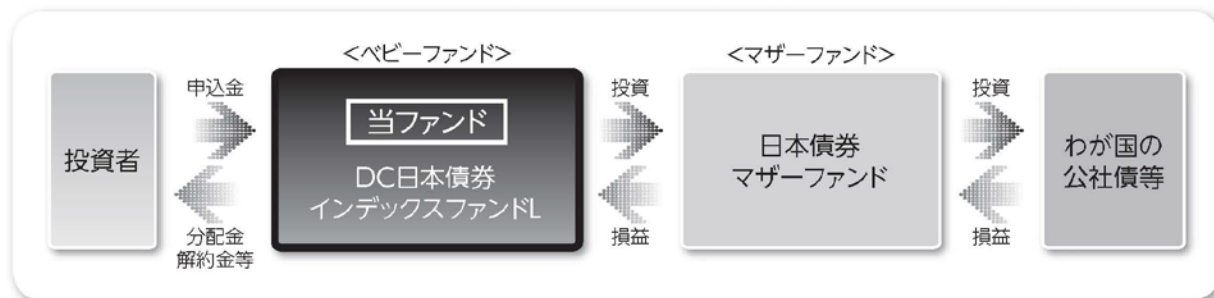 <ベビーファンド>
<マザーファンド>
投資者
申込金
分配金
解約金等
当ファンド
DC日本債券
インデックスファンドL
投資
損益
日本債券
マザーファンド
投資
損益
わが国の
公社債等